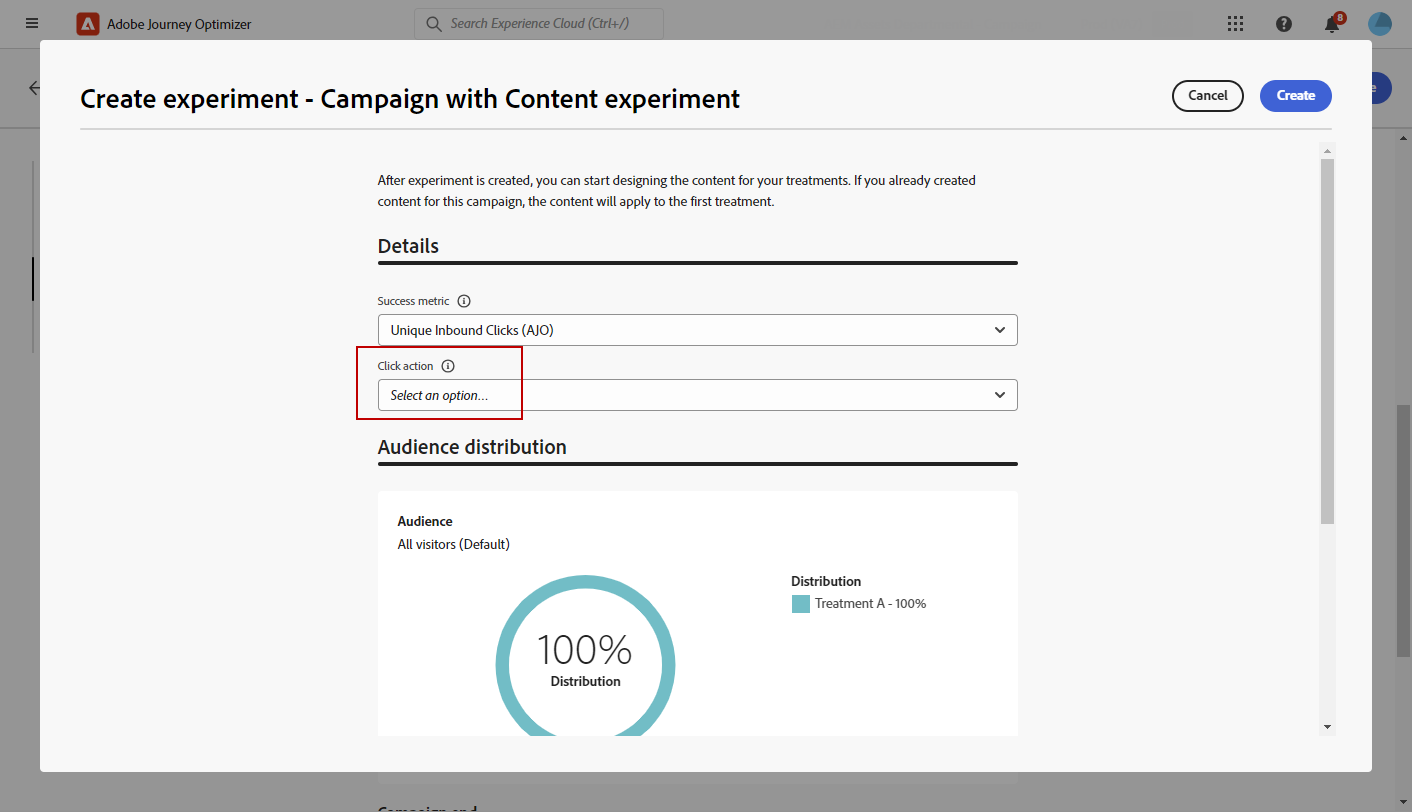 Adobe Journey Optimizer
Search Experience Cloud (Ctrl+/)
8
Create experiment - Campaign with Content experiment
Cancel
Create
After experiment is created, you can start designing the content for your treatments. If you already created
content for this campaign, the content will apply to the first treatment.
Details
Success metric
Unique Inbound Clicks (AJO)
Click action
Select an option...
Audience distribution
Audience
All visitors (Default)
100%
Distribution
Distribution
Treatment A - 100%